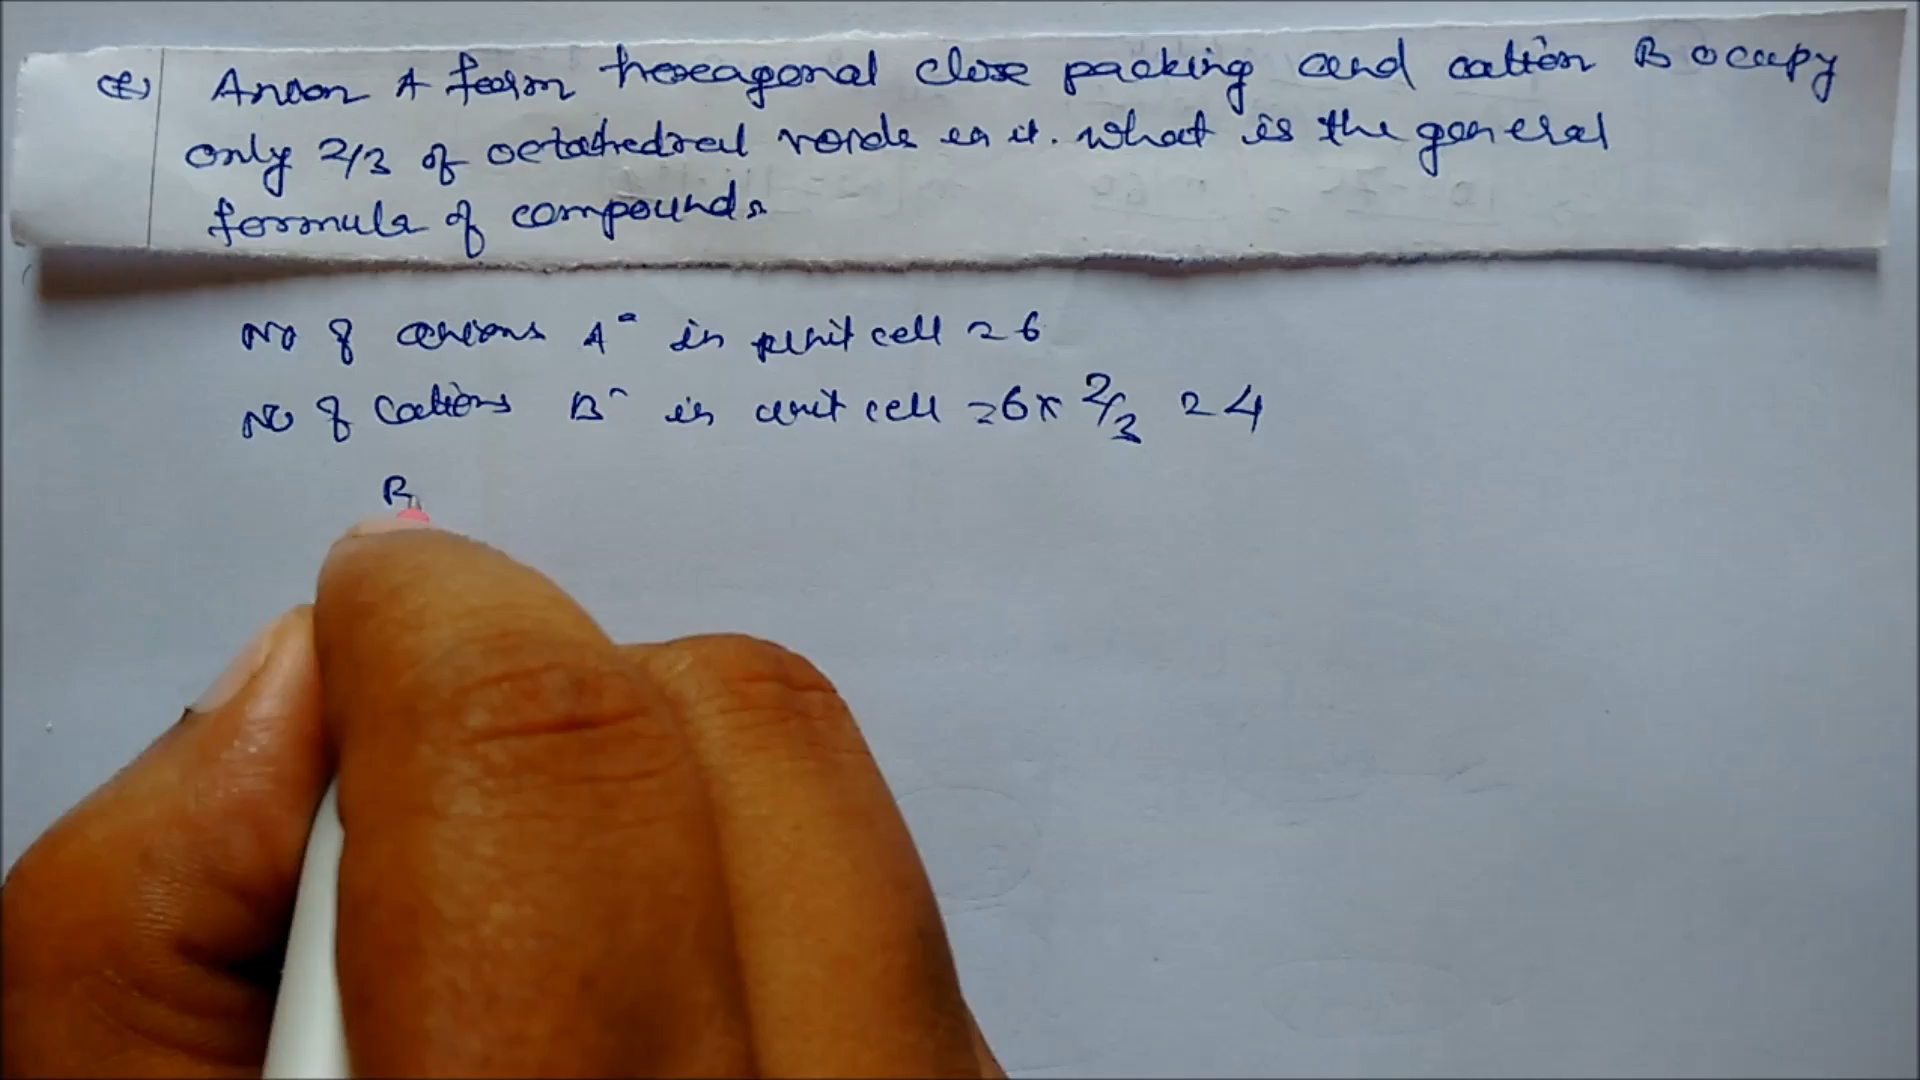 Q) Anion A form hexagonal close packing and cation B occupy
only 2/3 of octahedral voids in it. what is the general
formula of compounds
No of anions A⁻ in unit cell = 6
No of cations B in unit cell = 6 × 2/3 = 4
B